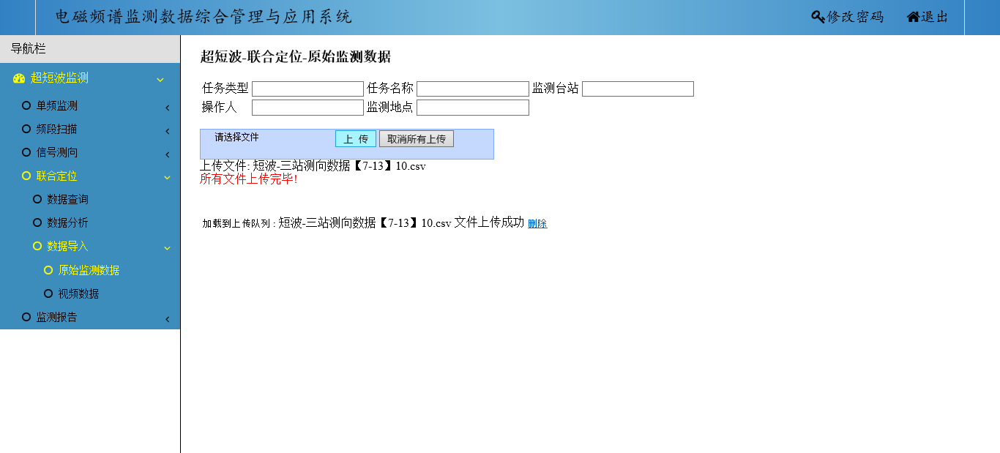 电磁频谱监测数据综合管理与应用系统 修改密码 退出
导航栏
超短波监测
单频监测
频段扫描
信号测向
联合定位
数据查询
数据分析
数据导入
原始监测数据
视频数据
监测报告
超短波-联合定位-原始监测数据
任务类型 任务名称 监测台站
操作人 监测地点
请选择文件 上 传 取消所有上传
上传文件: 短波-三站测向数据【7-13】10.csv
所有文件上传完毕!
加载到上传队列 : 短波-三站测向数据【7-13】10.csv 文件上传成功 删除